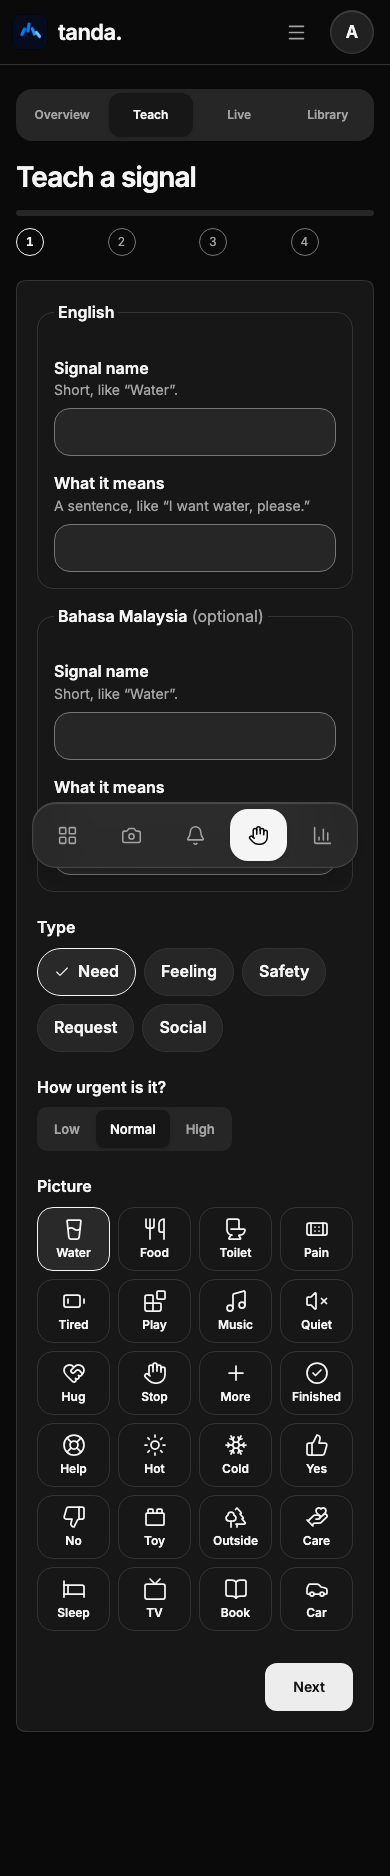 tanda.
A
Overview Teach Live Library
Teach a signal
1 2 3 4
English
Signal name
Short, like “Water”.
What it means
A sentence, like “I want water, please.”
Bahasa Malaysia (optional)
Signal name
Short, like “Water”.
What it means
Type
Need Feeling Safety
Request Social
How urgent is it?
Low Normal High
Picture
Water Food Toilet Pain
Tired Play Music Quiet
Hug Stop More Finished
Help Hot Cold Yes
No Toy Outside Care
Sleep TV Book Car
Next